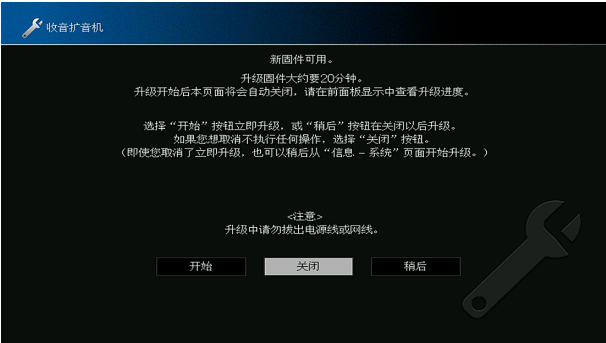 收音扩音机
新固件可用。
升级固件大约要20分钟。
升级开始后本页面将会自动关闭，请在前面板显示中查看升级进度。
选择“开始”按钮立即升级，或“稍后”按钮在关闭以后升级。
如果您想取消不执行任何操作，选择“关闭”按钮。
（即使您取消了立即升级，也可以稍后从“信息 – 系统”页面开始升级。）
<注意>
升级中请勿拔出电源线或网线。
开始 关闭 稍后